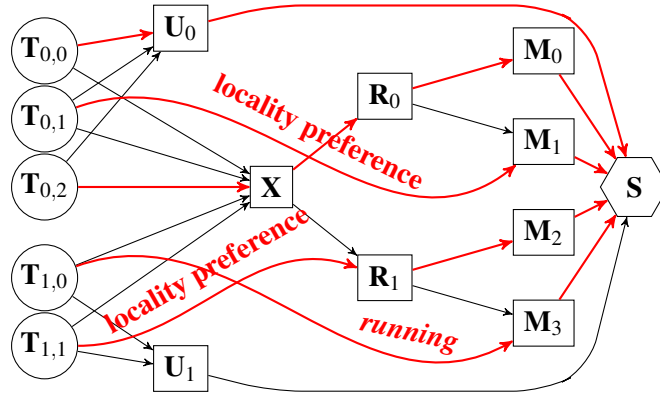 U0
T0,0
M0
R0
locality preference
T0,1
M1
X
S
T0,2
locality preference
M2
T1,0
R1
running
M3
T1,1
U1